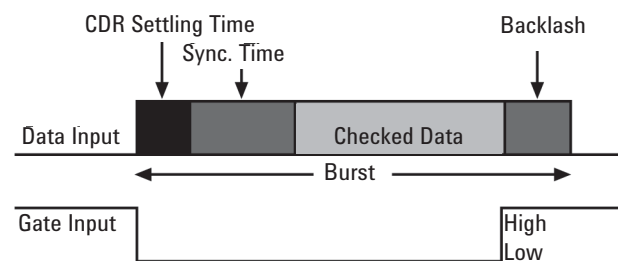 CDR Settling Time
Sync. Time
Backlash
Data Input
Checked Data
Burst
Gate Input
High
Low